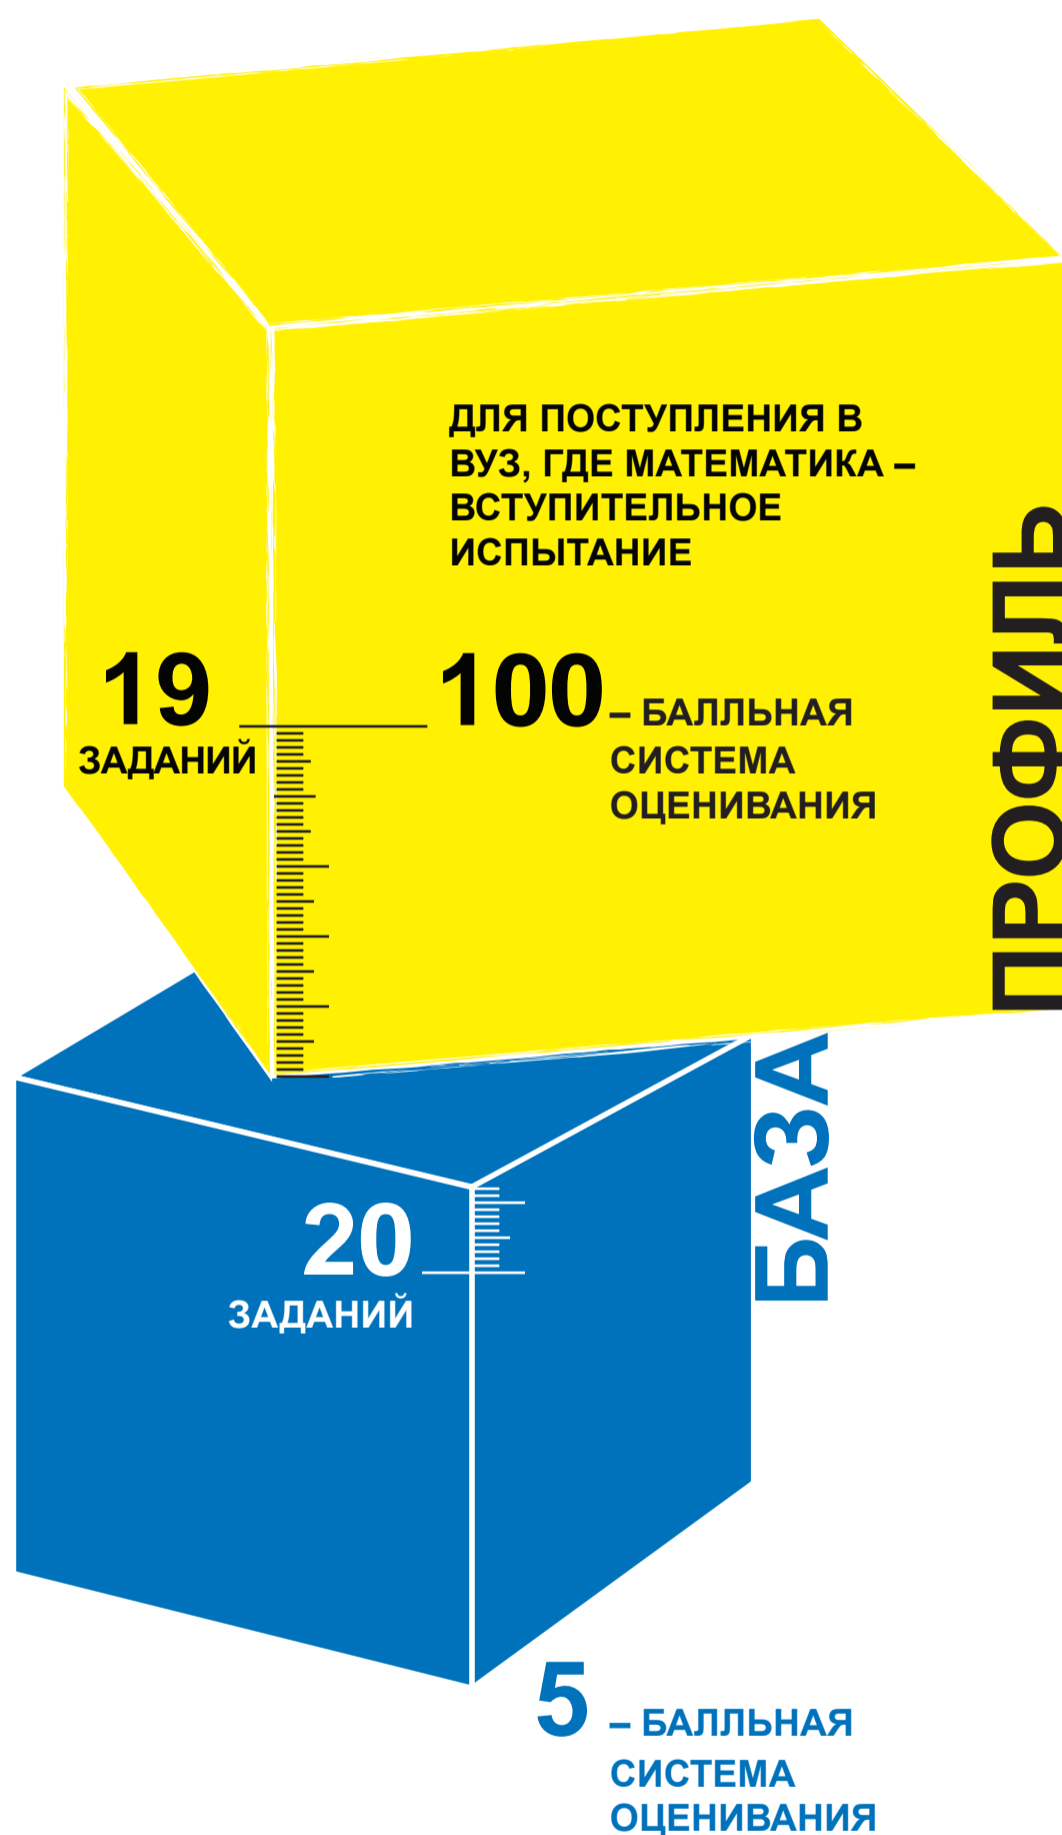 ДЛЯ ПОСТУПЛЕНИЯ В
ВУЗ, ГДЕ МАТЕМАТИКА –
ВСТУПИТЕЛЬНОЕ
ИСПЫТАНИЕ
19
ЗАДАНИЙ
100 – БАЛЛЬНАЯ
СИСТЕМА
ОЦЕНИВАНИЯ
ПРОФИЛЬ
БАЗА
20
ЗАДАНИЙ
5 – БАЛЛЬНАЯ
СИСТЕМА
ОЦЕНИВАНИЯ